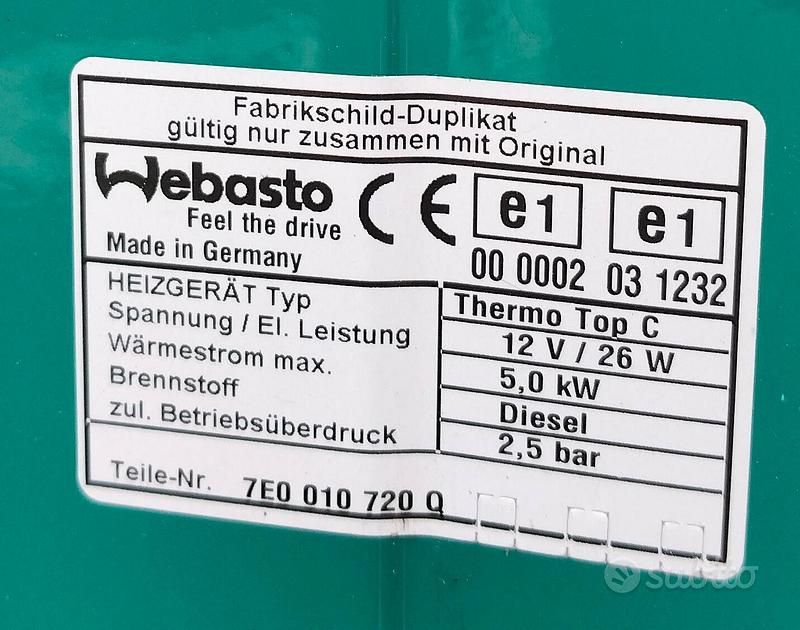 Fabrikschild-Duplikat
gültig nur zusammen mit Original
Webasto
Feel the drive
Made in Germany
CE
e1
00 0002
e1
03 1232
HEIZGERÄT Typ Thermo Top C
Spannung / El. Leistung 12 V / 26 W
Wärmestrom max. 5,0 kW
Brennstoff Diesel
zul. Betriebsüberdruck 2,5 bar
Teile-Nr. 7E0 010 720 Q
subito